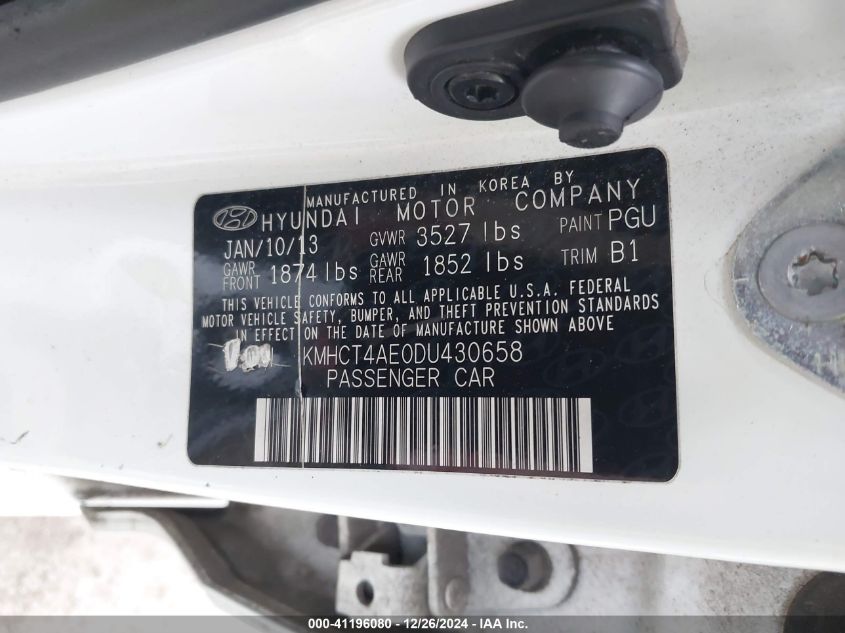 MANUFACTURED IN KOREA BY
HYUNDAI MOTOR COMPANY
JAN/10/13 GVWR 3527 lbs PAINT PGU
GAWR FRONT 1874 lbs GAWR REAR 1852 lbs TRIM B1
THIS VEHICLE CONFORMS TO ALL APPLICABLE U.S.A. FEDERAL
MOTOR VEHICLE SAFETY, BUMPER, AND THEFT PREVENTION STANDARDS
IN EFFECT ON THE DATE OF MANUFACTURE SHOWN ABOVE
KMHCT4AE0DU430658
PASSENGER CAR
000-41196080 - 12/26/2024 - IAA, Inc.